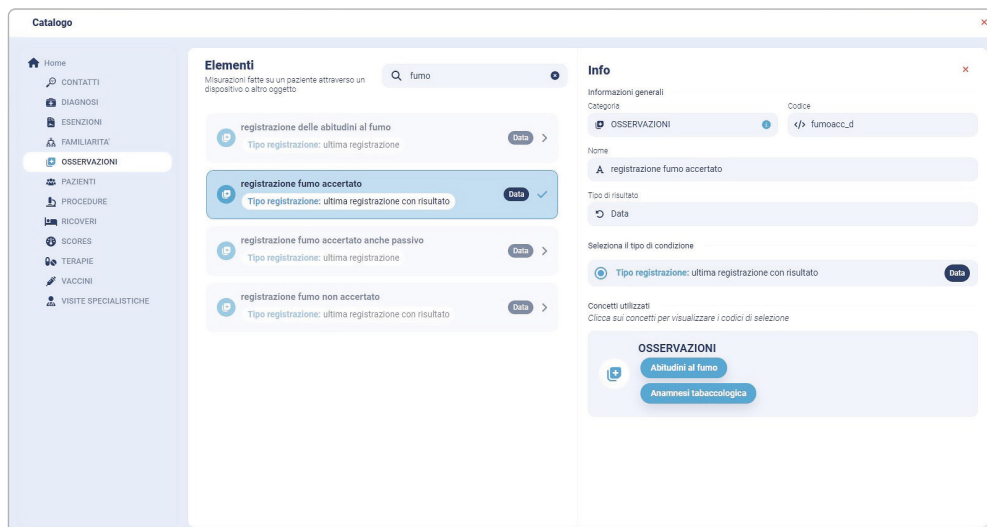 Catalogo
Home
CONTATTI
DIAGNOSI
ESENZIONI
FAMILIARITA'
OSSERVAZIONI
PAZIENTI
PROCEDURE
RICOVERI
SCORES
TERAPIE
VACCINI
VISITE SPECIALISTICHE
Elementi
Misurazioni fatte su un paziente attraverso un
dispositivo o altro oggetto
fumo
registrazione delle abitudini al fumo
Tipo registrazione: ultima registrazione
Data
registrazione fumo accertato
Tipo registrazione: ultima registrazione con risultato
Data
registrazione fumo accertato anche passivo
Tipo registrazione: ultima registrazione
Data
registrazione fumo non accertato
Tipo registrazione: ultima registrazione con risultato
Data
Info
Informazioni generali
Categoria
OSSERVAZIONI
Codice
</> fumoacc_d
Nome
A registrazione fumo accertato
Tipo di risultato
Data
Seleziona il tipo di condizione
Tipo registrazione: ultima registrazione con risultato
Data
Concetti utilizzati
Clicca sui concetti per visualizzare i codici di selezione
OSSERVAZIONI
Abitudini al fumo
Anamnesi tabaccologica